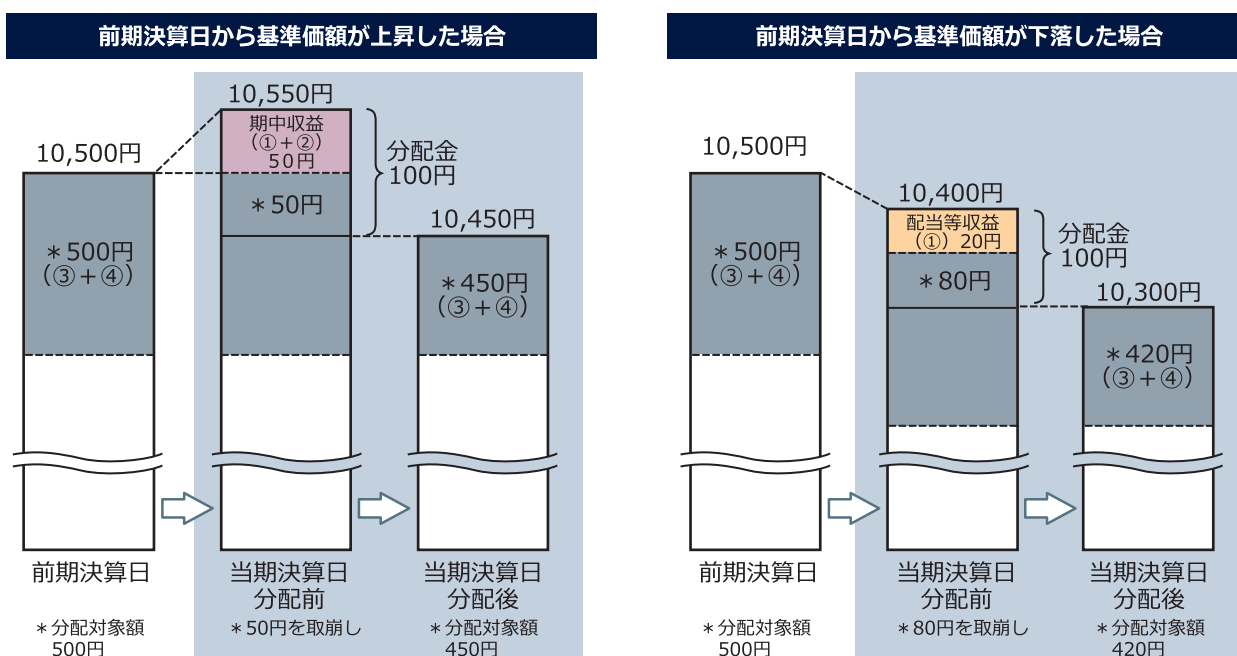 前期決算日から基準価額が上昇した場合
10,500円
＊500円
（③＋④）
10,550円
期中収益
（①＋②）
50円
＊50円
分配金
100円
10,450円
＊450円
（③＋④）
前期決算日
当期決算日
分配前
当期決算日
分配後
＊分配対象額
500円
＊50円を取崩し
＊分配対象額
450円
前期決算日から基準価額が下落した場合
10,500円
＊500円
（③＋④）
10,400円
配当等収益
（①）20円
＊80円
分配金
100円
10,300円
＊420円
（③＋④）
前期決算日
当期決算日
分配前
当期決算日
分配後
＊分配対象額
500円
＊80円を取崩し
＊分配対象額
420円